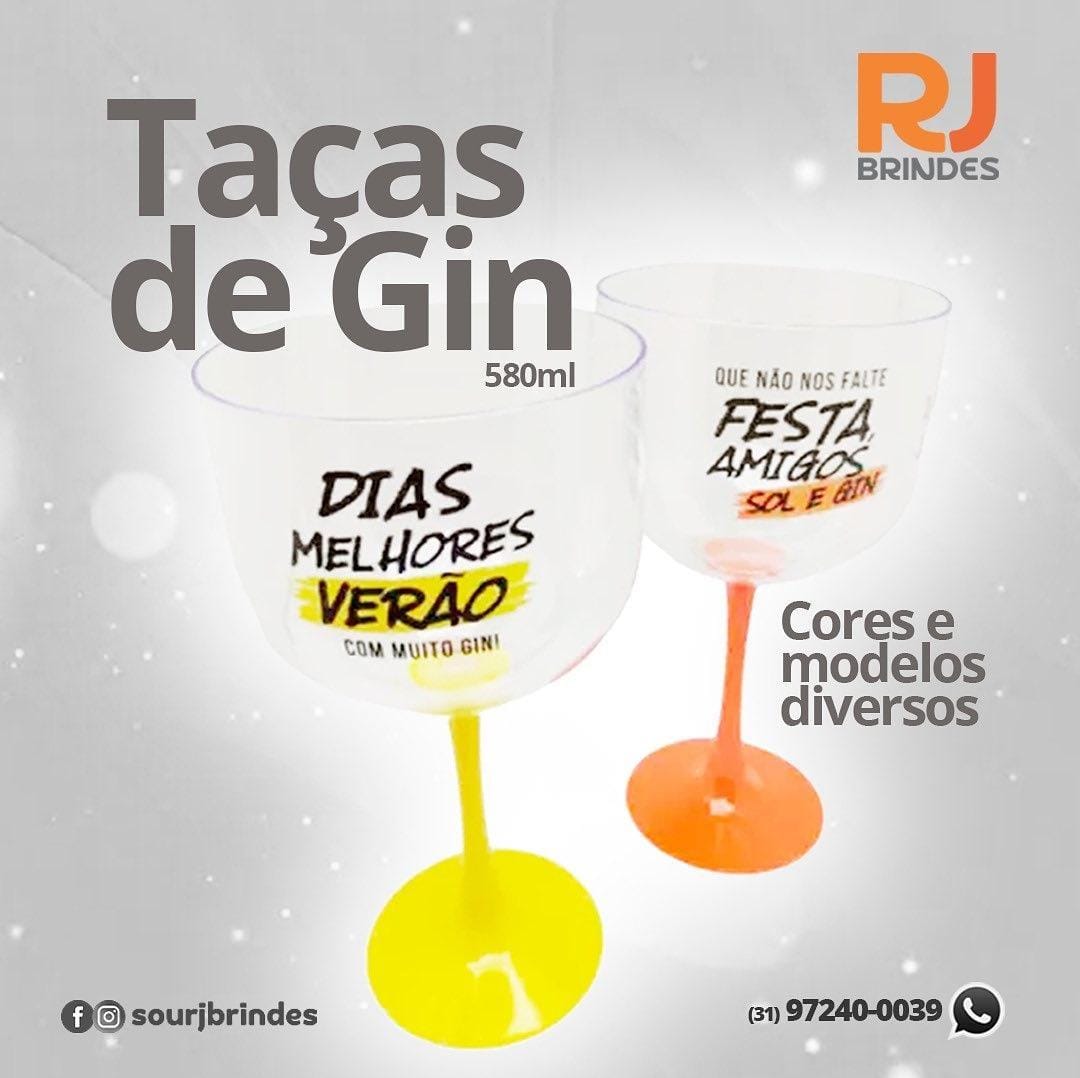 RJ
BRINDES
Taças
de Gin
580ml
DIAS
MELHORES
VERÃO
COM MUITO GIN!
QUE NÃO NOS FALTE
FESTA,
AMIGOS,
SOL E GIN
Cores e
modelos
diversos
sourjbrindes
(31) 97240-0039